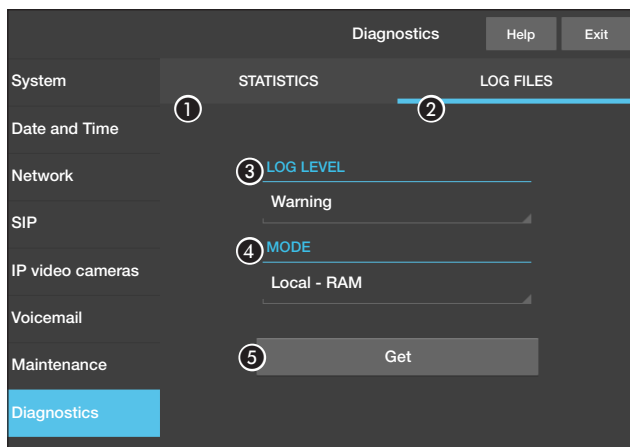 Diagnostics Help Exit
System
STATISTICS LOG FILES
1 2
Date and Time
Network
3 LOG LEVEL
Warning
SIP
4 MODE
IP video cameras
Local - RAM
Voicemail
Maintenance
5 Get
Diagnostics